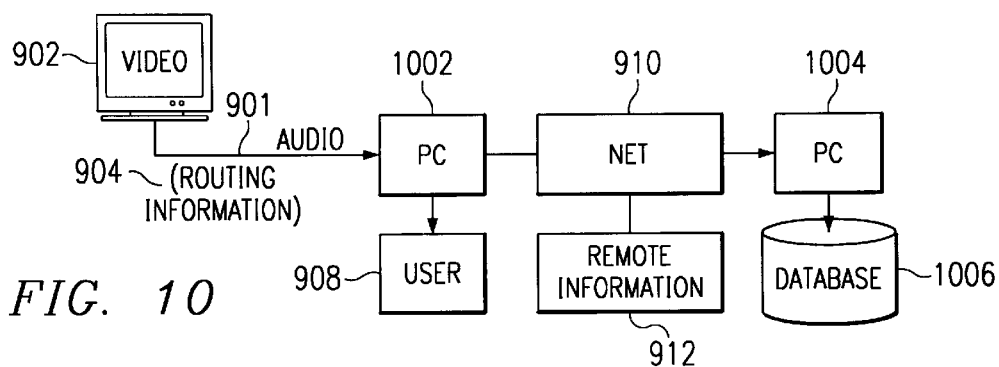 902
VIDEO
901
AUDIO
904
(ROUTING
INFORMATION)
1002
PC
908
USER
910
NET
REMOTE
INFORMATION
912
1004
PC
DATABASE
1006
FIG. 10